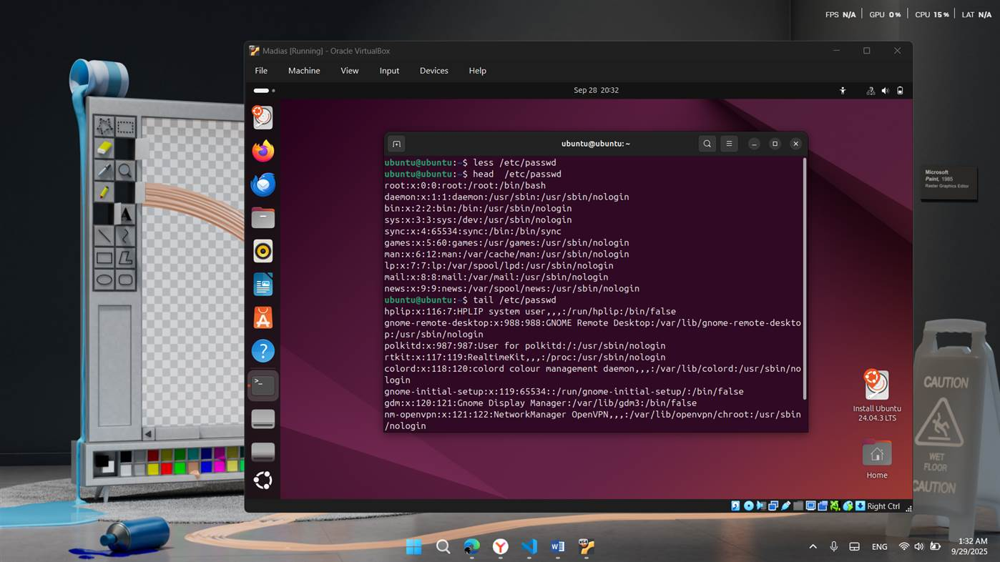 FPS N/A GPU 0% CPU 15% LAT N/A
Madias [Running] - Oracle VirtualBox
File Machine View Input Devices Help
Sep 28 20:32
ubuntu@ubuntu: ~
ubuntu@ubuntu:~$ less /etc/passwd
ubuntu@ubuntu:~$ head  /etc/passwd
root:x:0:0:root:/root:/bin/bash
daemon:x:1:1:daemon:/usr/sbin:/usr/sbin/nologin
bin:x:2:2:bin:/bin:/usr/sbin/nologin
sys:x:3:3:sys:/dev:/usr/sbin/nologin
sync:x:4:65534:sync:/bin:/bin/sync
games:x:5:60:games:/usr/games:/usr/sbin/nologin
man:x:6:12:man:/var/cache/man:/usr/sbin/nologin
lp:x:7:7:lp:/var/spool/lpd:/usr/sbin/nologin
mail:x:8:8:mail:/var/mail:/usr/sbin/nologin
news:x:9:9:news:/var/spool/news:/usr/sbin/nologin
ubuntu@ubuntu:~$ tail /etc/passwd
hplip:x:116:7:HPLIP system user,,,:/run/hplip:/bin/false
gnome-remote-desktop:x:988:988:GNOME Remote Desktop:/var/lib/gnome-remote-deskto
p:/usr/sbin/nologin
polkitd:x:987:987:User for polkitd:/:/usr/sbin/nologin
rtkit:x:117:119:RealtimeKit,,,:/proc:/usr/sbin/nologin
colord:x:118:120:colord colour management daemon,,,:/var/lib/colord:/usr/sbin/no
login
gnome-initial-setup:x:119:65534::/run/gnome-initial-setup/:/bin/false
gdm:x:120:121:Gnome Display Manager:/var/lib/gdm3:/bin/false
nm-openvpn:x:121:122:NetworkManager OpenVPN,,,:/var/lib/openvpn/chroot:/usr/sbin
/nologin
Install Ubuntu
24.04.3 LTS
Home
Right Ctrl
Microsoft
Paint, 1985
Raster Graphics Editor
A
CAUTION
WET
FLOOR
CAUTION
ENG
1:32 AM
9/29/2025